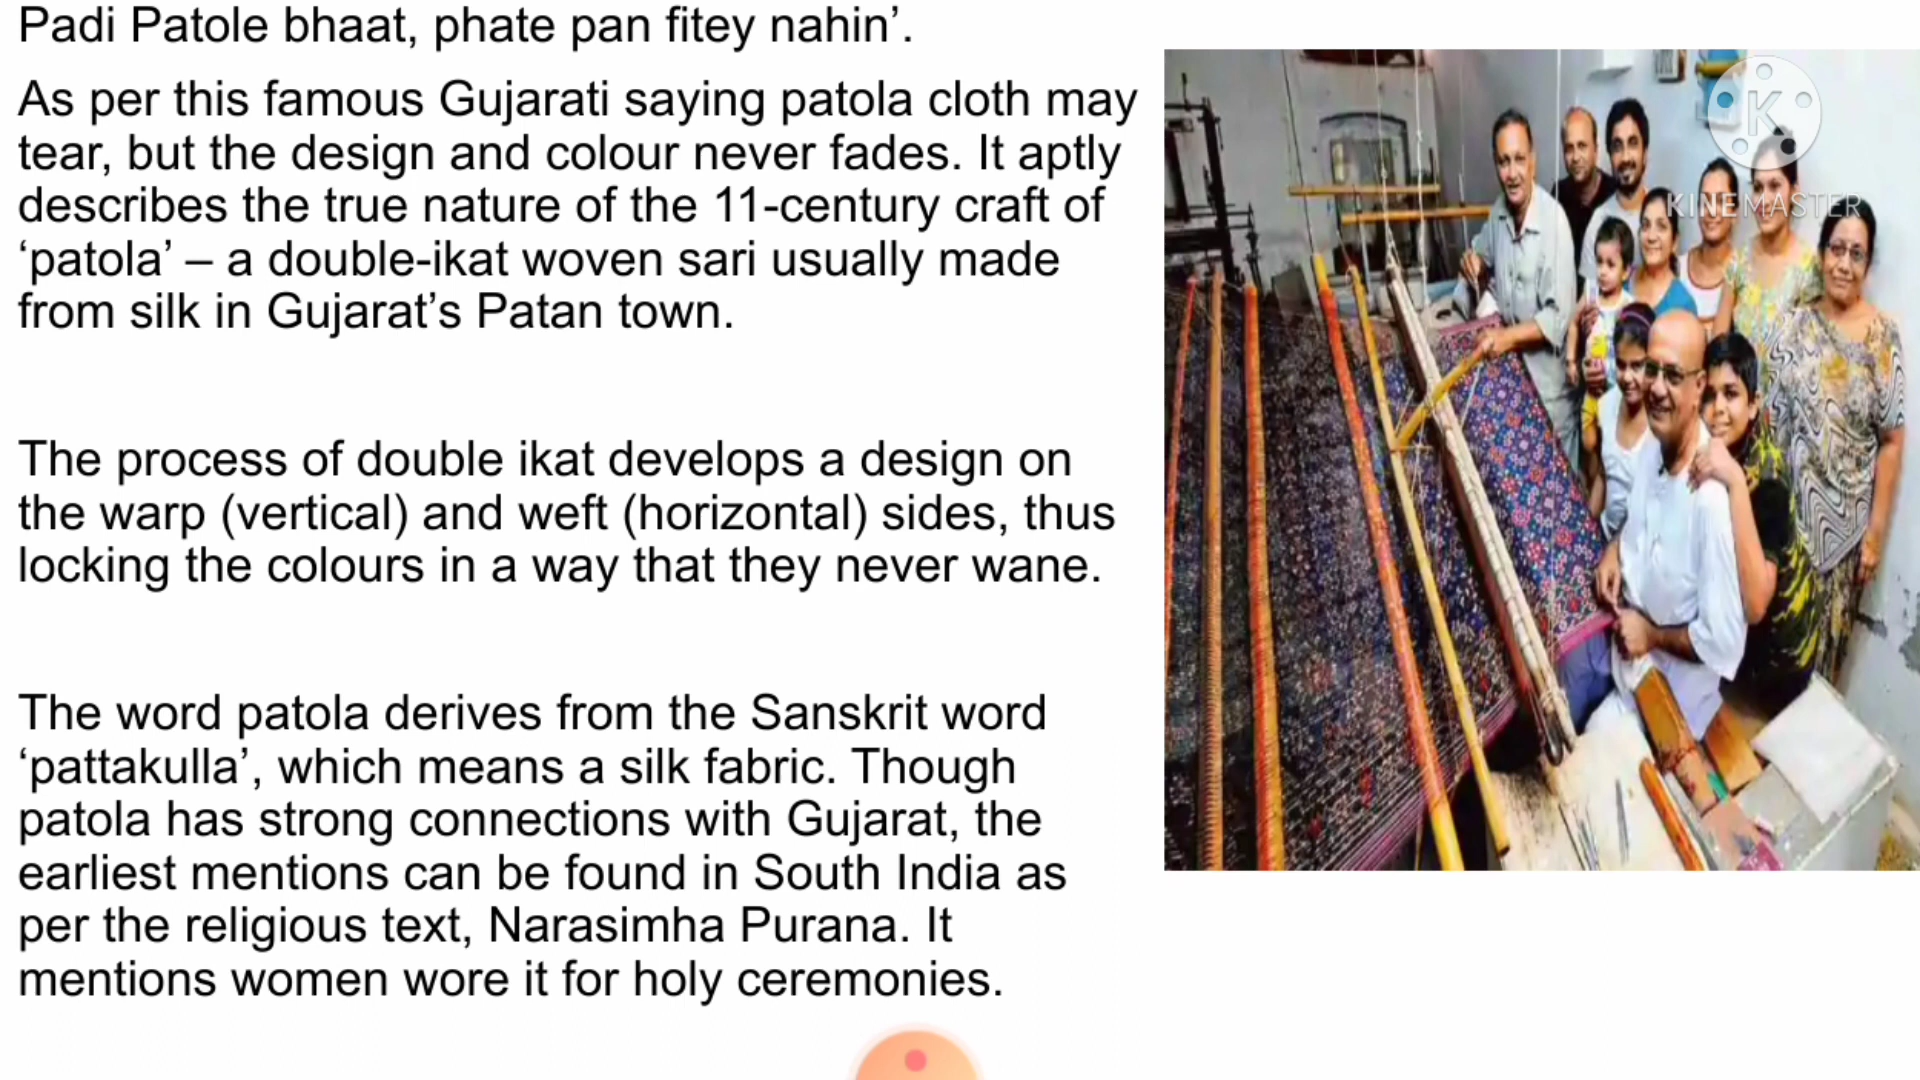 Padi Patole bhaat, phate pan fitey nahin’.
As per this famous Gujarati saying patola cloth may
tear, but the design and colour never fades. It aptly
describes the true nature of the 11-century craft of
‘patola’ – a double-ikat woven sari usually made
from silk in Gujarat’s Patan town.
The process of double ikat develops a design on
the warp (vertical) and weft (horizontal) sides, thus
locking the colours in a way that they never wane.
The word patola derives from the Sanskrit word
‘pattakulla’, which means a silk fabric. Though
patola has strong connections with Gujarat, the
earliest mentions can be found in South India as
per the religious text, Narasimha Purana. It
mentions women wore it for holy ceremonies.
K
KINEMASTER